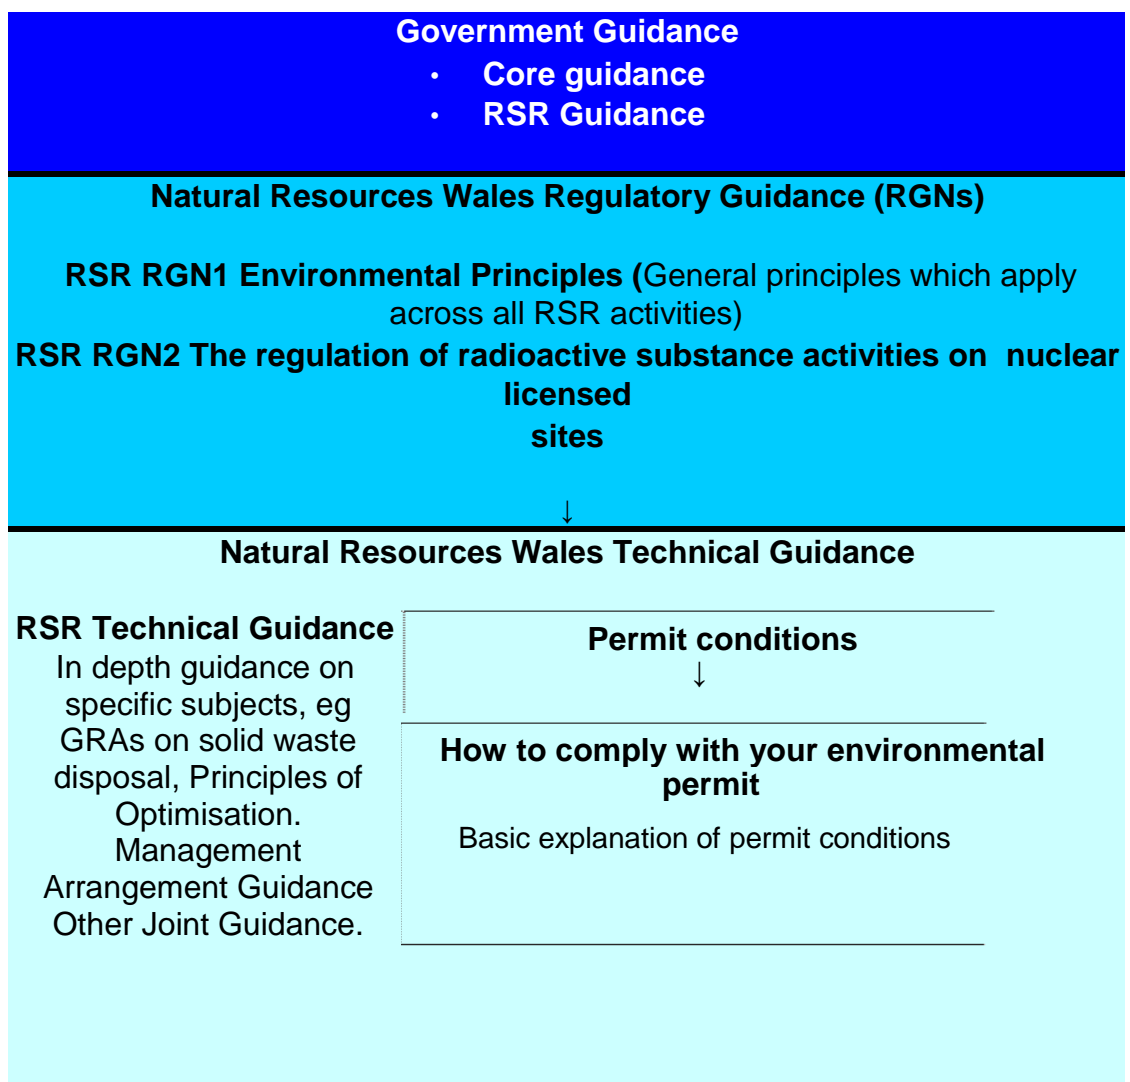 Government Guidance
• Core guidance
• RSR Guidance
Natural Resources Wales Regulatory Guidance (RGNs)
RSR RGN1 Environmental Principles (General principles which apply
across all RSR activities)
RSR RGN2 The regulation of radioactive substance activities on nuclear
licensed
sites
↓
Natural Resources Wales Technical Guidance
RSR Technical Guidance
In depth guidance on
specific subjects, eg
GRAs on solid waste
disposal, Principles of
Optimisation.
Management
Arrangement Guidance
Other Joint Guidance.
Permit conditions
↓
How to comply with your environmental
permit
Basic explanation of permit conditions